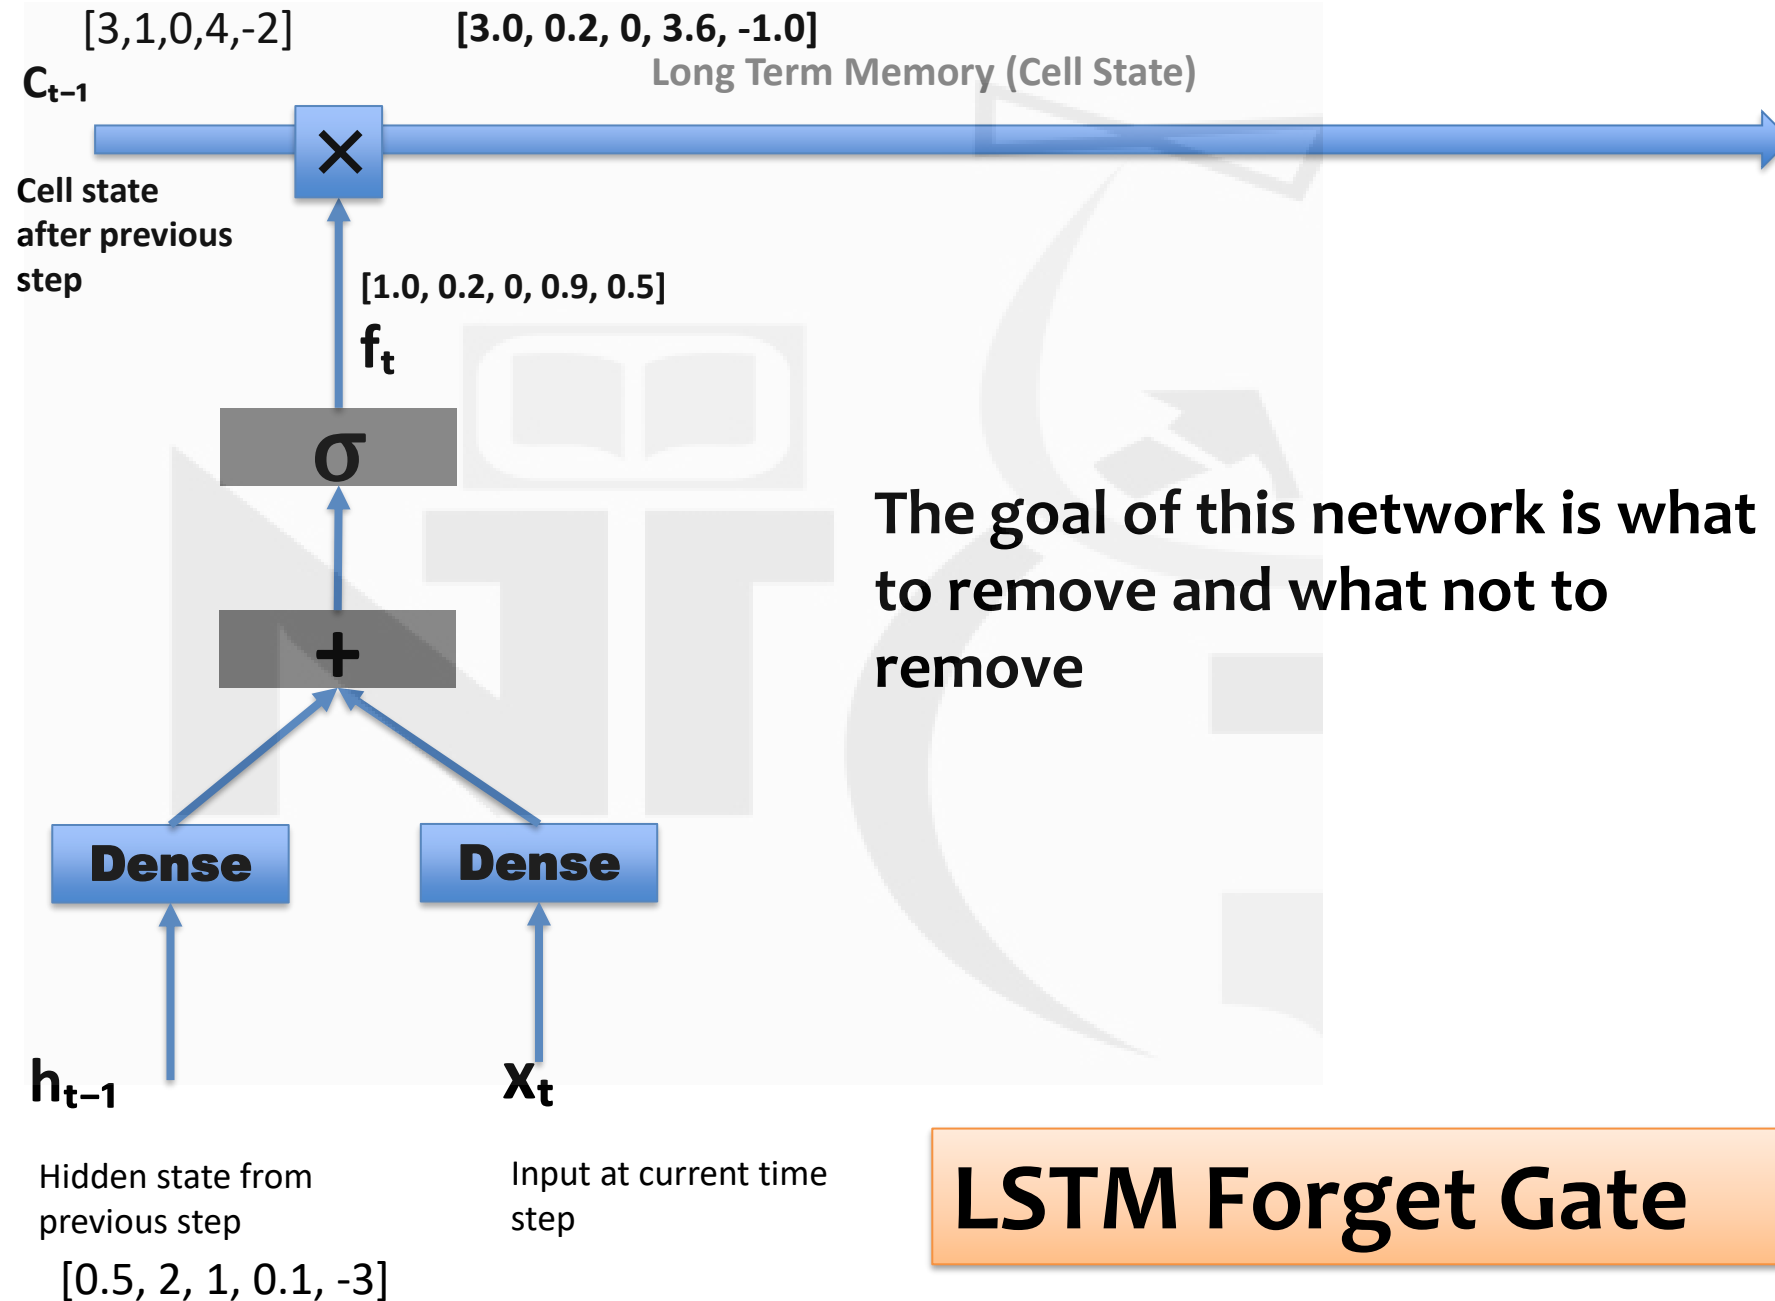 [3,1,0,4,-2]
[3.0, 0.2, 0, 3.6, -1.0]
Long Term Memory (Cell State)
Cₜ₋₁
×
Cell state
after previous
step
[1.0, 0.2, 0, 0.9, 0.5]
fₜ
σ
The goal of this network is what
to remove and what not to
remove
+
Dense
Dense
hₜ₋₁
xₜ
Hidden state from
previous step
Input at current time
step
[0.5, 2, 1, 0.1, -3]
LSTM Forget Gate